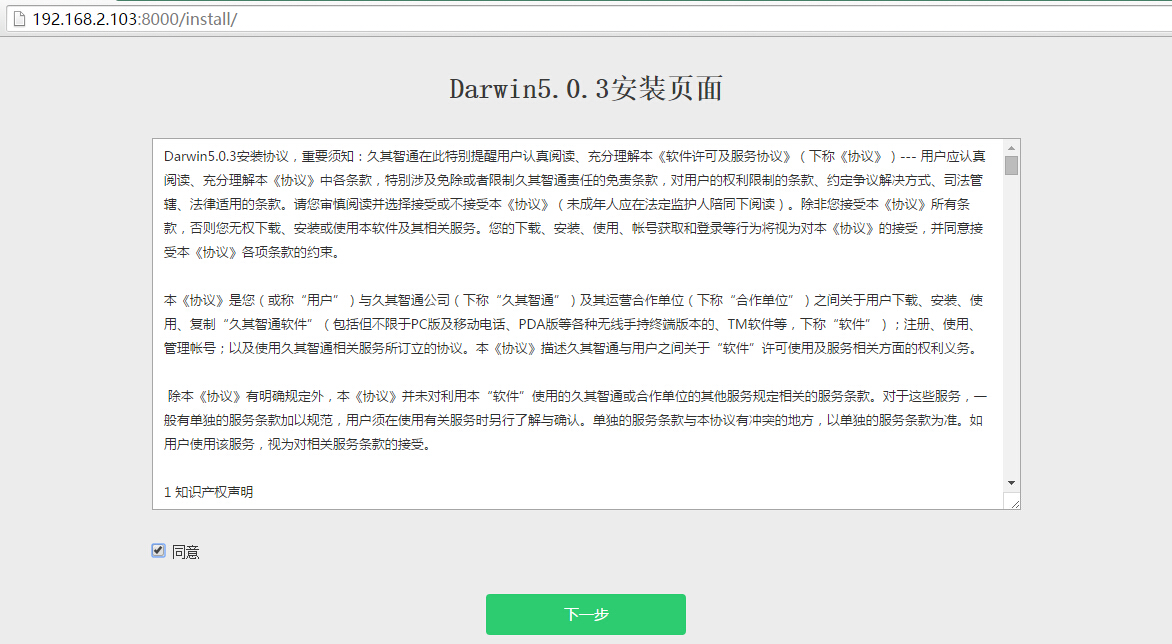 192.168.2.103:8000/install/
Darwin5.0.3安装页面
Darwin5.0.3安装协议，重要须知：久其智通在此特别提醒用户认真阅读、充分理解本《软件许可及服务协议》（下称《协议》）--- 用户应认真
阅读、充分理解本《协议》中各条款，特别涉及免除或者限制久其智通责任的免责条款，对用户的权利限制的条款、约定争议解决方式、司法管
辖、法律适用的条款。请您审慎阅读并选择接受或不接受本《协议》（未成年人应在法定监护人陪同下阅读）。除非您接受本《协议》所有条
款，否则您无权下载、安装或使用本软件及其相关服务。您的下载、安装、使用、帐号获取和登录等行为将视为对本《协议》的接受，并同意接
受本《协议》各项条款的约束。
本《协议》是您（或称“用户”）与久其智通公司（下称“久其智通”）及其运营合作单位（下称“合作单位”）之间关于用户下载、安装、使
用、复制“久其智通软件”（包括但不限于PC版及移动电话、PDA版等各种无线手持终端版本的、TM软件等，下称“软件”）；注册、使用、
管理帐号；以及使用久其智通相关服务所订立的协议。本《协议》描述久其智通与用户之间关于“软件”许可使用及服务相关方面的权利义务。
除本《协议》有明确规定外，本《协议》并未对利用本“软件”使用的久其智通或合作单位的其他服务规定相关的服务条款。对于这些服务，一
般有单独的服务条款加以规范，用户须在使用有关服务时另行了解与确认。单独的服务条款与本协议有冲突的地方，以单独的服务条款为准。如
用户使用该服务，视为对相关服务条款的接受。
1 知识产权声明
同意
下一步